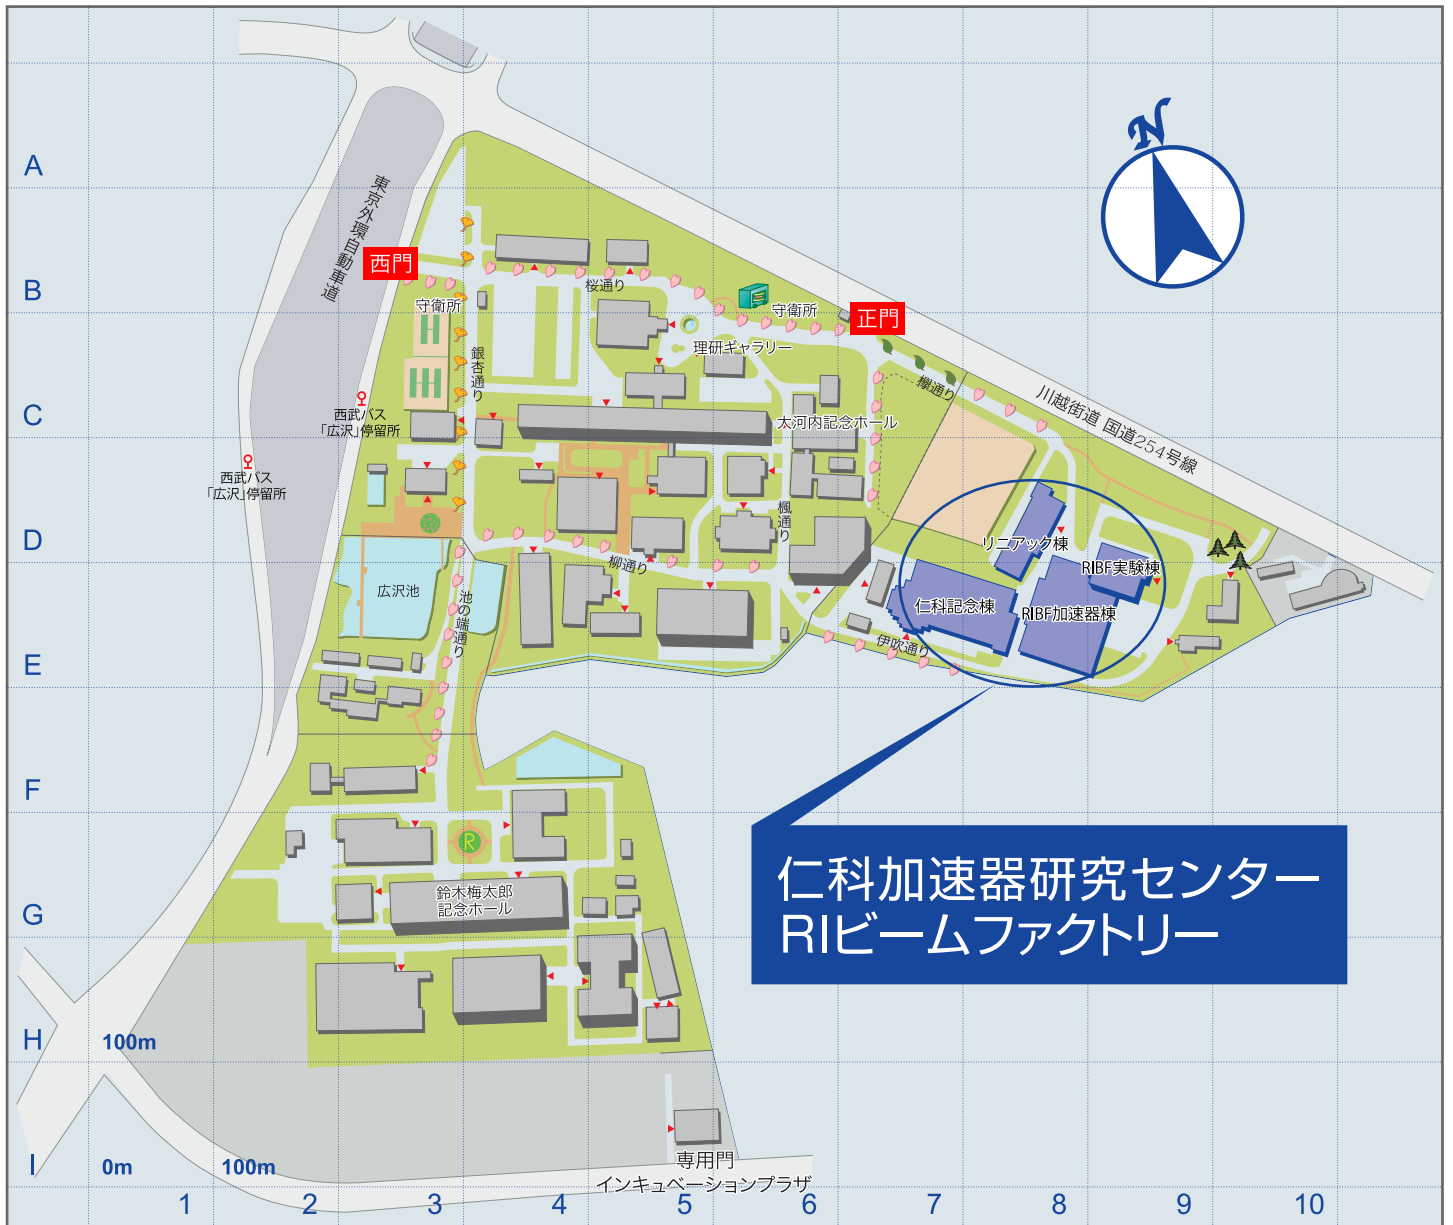 N
A
B
C
D
E
F
G
H
I
1
2
3
4
5
6
7
8
9
10
東京外環自動車道
西門
守衛所
桜通り
守衛所
正門
理研ギャラリー
銀杏通り
欅通り
川越街道 国道254号線
西武バス
「広沢」停留所
大河内記念ホール
西武バス
「広沢」停留所
楓通り
リニアック棟
柳通り
RIBF実験棟
広沢池
池の端通り
仁科記念棟
RIBF加速器棟
伊吹通り
R
鈴木梅太郎
記念ホール
仁科加速器研究センター
RIビームファクトリー
100m
0m
100m
専用門
インキュベーションプラザ